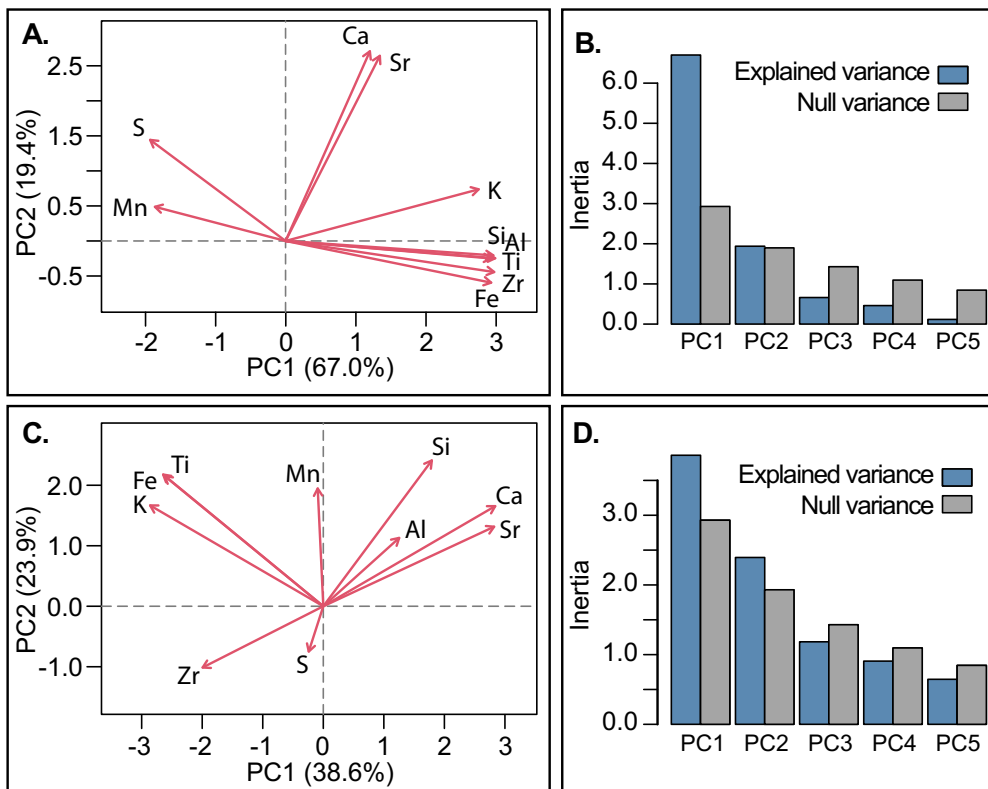 A.
Ca
Sr
S
Mn
K
Si
Al
Ti
Zr
Fe
2.5
1.5
0.5
-0.5
PC2 (19.4%)
-2 -1 0 1 2 3
PC1 (67.0%)
B.
Explained variance
Null variance
6.0
5.0
4.0
3.0
2.0
1.0
0.0
Inertia
PC1 PC2 PC3 PC4 PC5
C.
Si
Ti
Fe
K
Mn
Ca
Al
Sr
Zr
S
2.0
1.0
0.0
-1.0
PC2 (23.9%)
-3 -2 -1 0 1 2 3
PC1 (38.6%)
D.
Explained variance
Null variance
3.0
2.0
1.0
0.0
Inertia
PC1 PC2 PC3 PC4 PC5